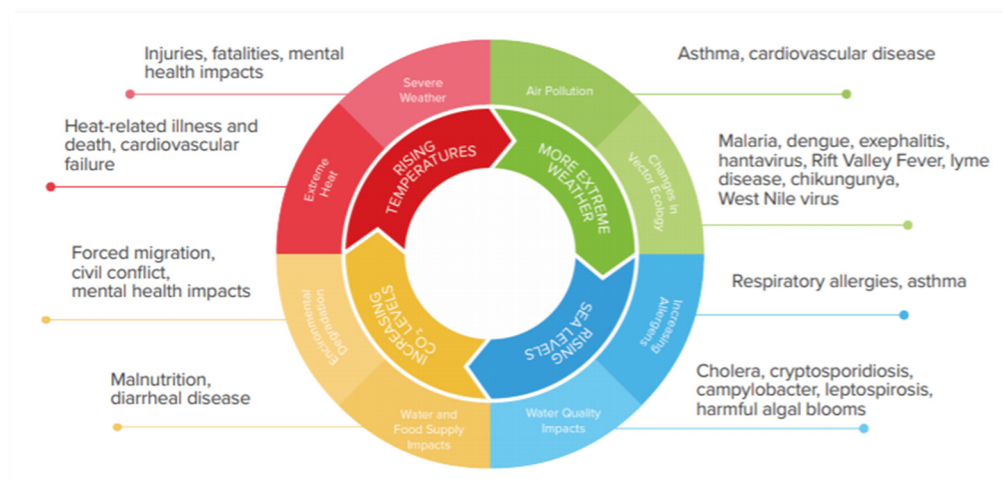 Injuries, fatalities, mental
health impacts
Heat-related illness and
death, cardiovascular
failure
Forced migration,
civil conflict,
mental health impacts
Malnutrition,
diarrheal disease
Severe
Weather
Extreme
Heat
Encironmental
Degradation
Water and
Food Supply
Impacts
RISING
TEMPERATURES
MORE EXTREME
WEATHER
RISING
SEA LEVELS
INCREASING
CO₂ LEVELS
Air Pollution
Changes in
Vector Ecology
Increasing
Allergens
Water Quality
Impacts
Asthma, cardiovascular disease
Malaria, dengue, exephalitis,
hantavirus, Rift Valley Fever, lyme
disease, chikungunya,
West Nile virus
Respiratory allergies, asthma
Cholera, cryptosporidiosis,
campylobacter, leptospirosis,
harmful algal blooms